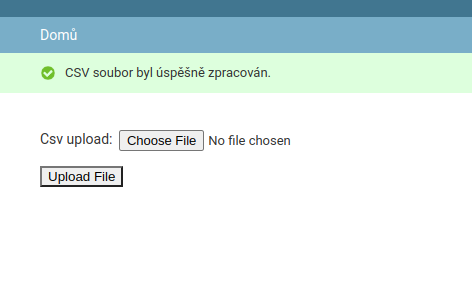 Domů
CSV soubor byl úspěšně zpracován.
Csv upload: Choose File No file chosen
Upload File